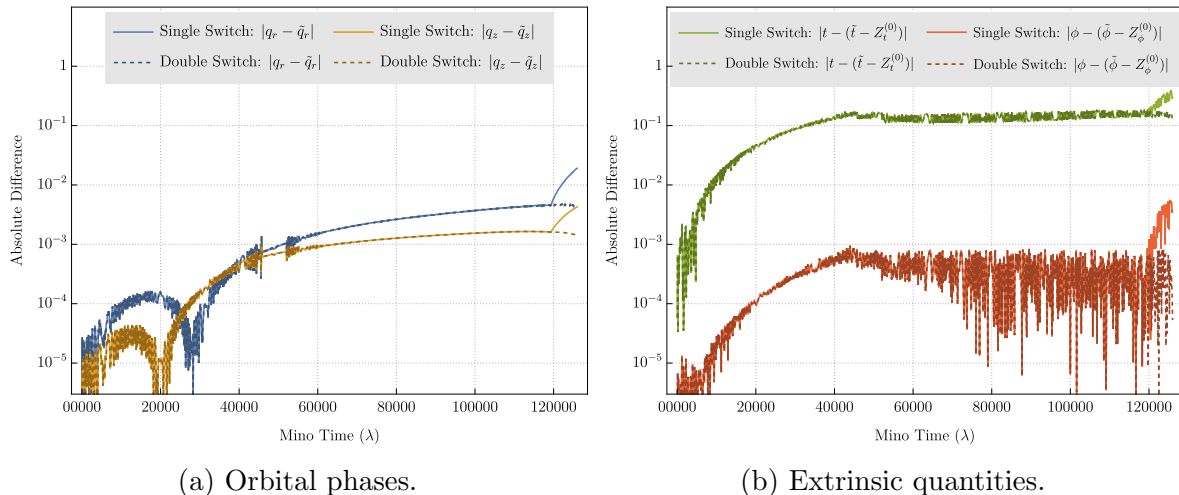 Single Switch: |q_r − q̃_r| Single Switch: |q_z − q̃_z|
Double Switch: |q_r − q̃_r| Double Switch: |q_z − q̃_z|
Absolute Difference
1
10^{-1}
10^{-2}
10^{-3}
10^{-4}
10^{-5}
00000 20000 40000 60000 80000 100000 120000
Mino Time (λ)
(a) Orbital phases.
Single Switch: |t − (t̃ − Z_t^{(0)})| Single Switch: |ϕ − (ϕ̃ − Z_ϕ^{(0)})|
Double Switch: |t − (t̃ − Z_t^{(0)})| Double Switch: |ϕ − (ϕ̃ − Z_ϕ^{(0)})|
Absolute Difference
1
10^{-1}
10^{-2}
10^{-3}
10^{-4}
10^{-5}
00000 20000 40000 60000 80000 100000 120000
Mino Time (λ)
(b) Extrinsic quantities.